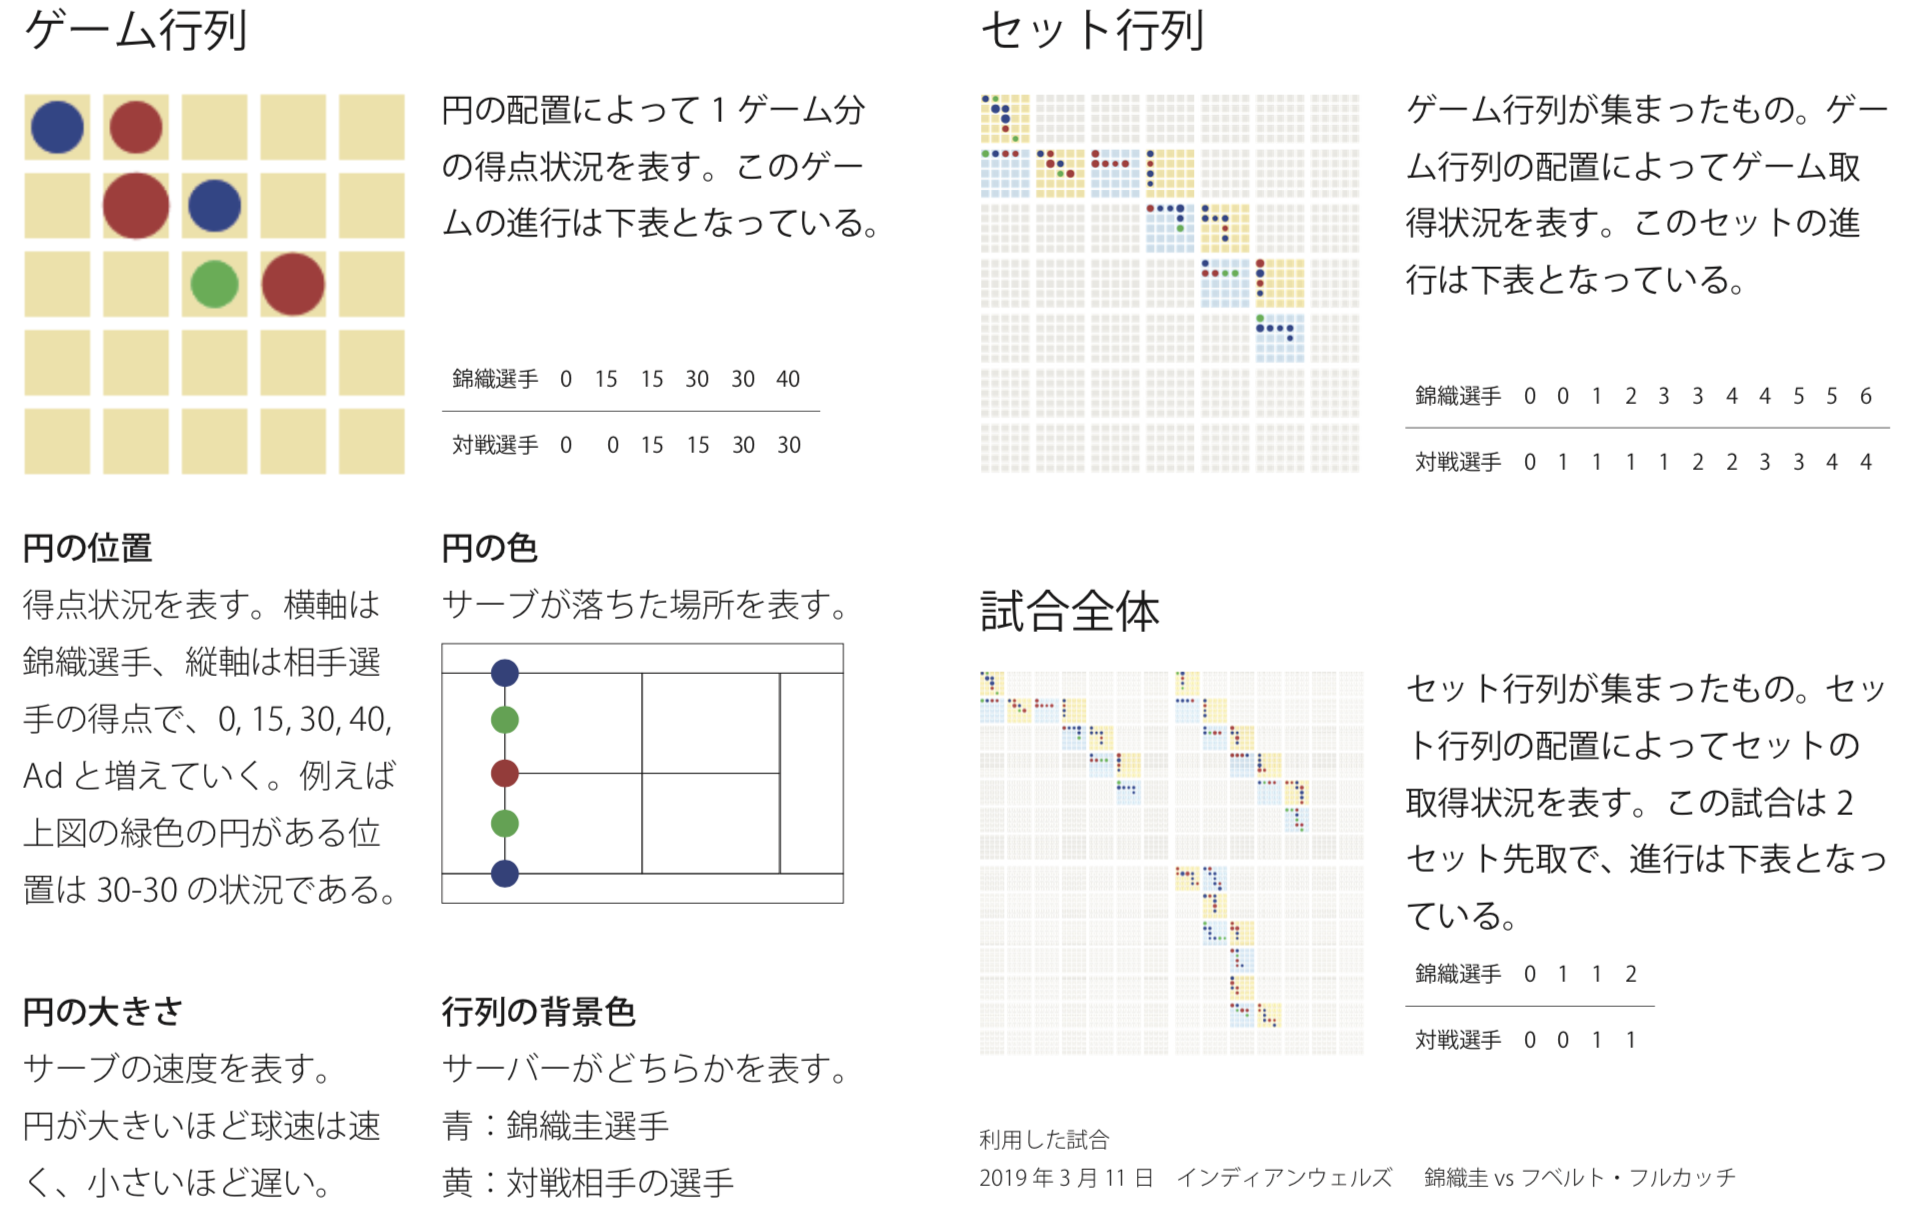 ゲーム行列
円の配置によって 1 ゲーム分
の得点状況を表す。このゲー
ムの進行は下表となっている。
錦織選手 0 15 15 30 30 40
対戦選手 0 0 15 15 30 30
円の位置
得点状況を表す。横軸は
錦織選手、縦軸は相手選
手の得点で、0, 15, 30, 40,
Ad と増えていく。例えば
上図の緑色の円がある位
置は 30-30 の状況である。
円の色
サーブが落ちた場所を表す。
円の大きさ
サーブの速度を表す。
円が大きいほど球速は速
く、小さいほど遅い。
行列の背景色
サーバーがどちらかを表す。
青：錦織圭選手
黄：対戦相手の選手
セット行列
ゲーム行列が集まったもの。ゲー
ム行列の配置によってゲーム取
得状況を表す。このセットの進
行は下表となっている。
錦織選手 0 0 1 2 3 3 4 4 5 5 6
対戦選手 0 1 1 1 1 2 2 3 3 4 4
試合全体
セット行列が集まったもの。セッ
ト行列の配置によってセットの
取得状況を表す。この試合は 2
セット先取で、進行は下表となっ
ている。
錦織選手 0 1 1 2
対戦選手 0 0 1 1
利用した試合
2019 年 3 月 11 日 インディアンウェルズ 錦織圭 vs フベルト・フルカッチ